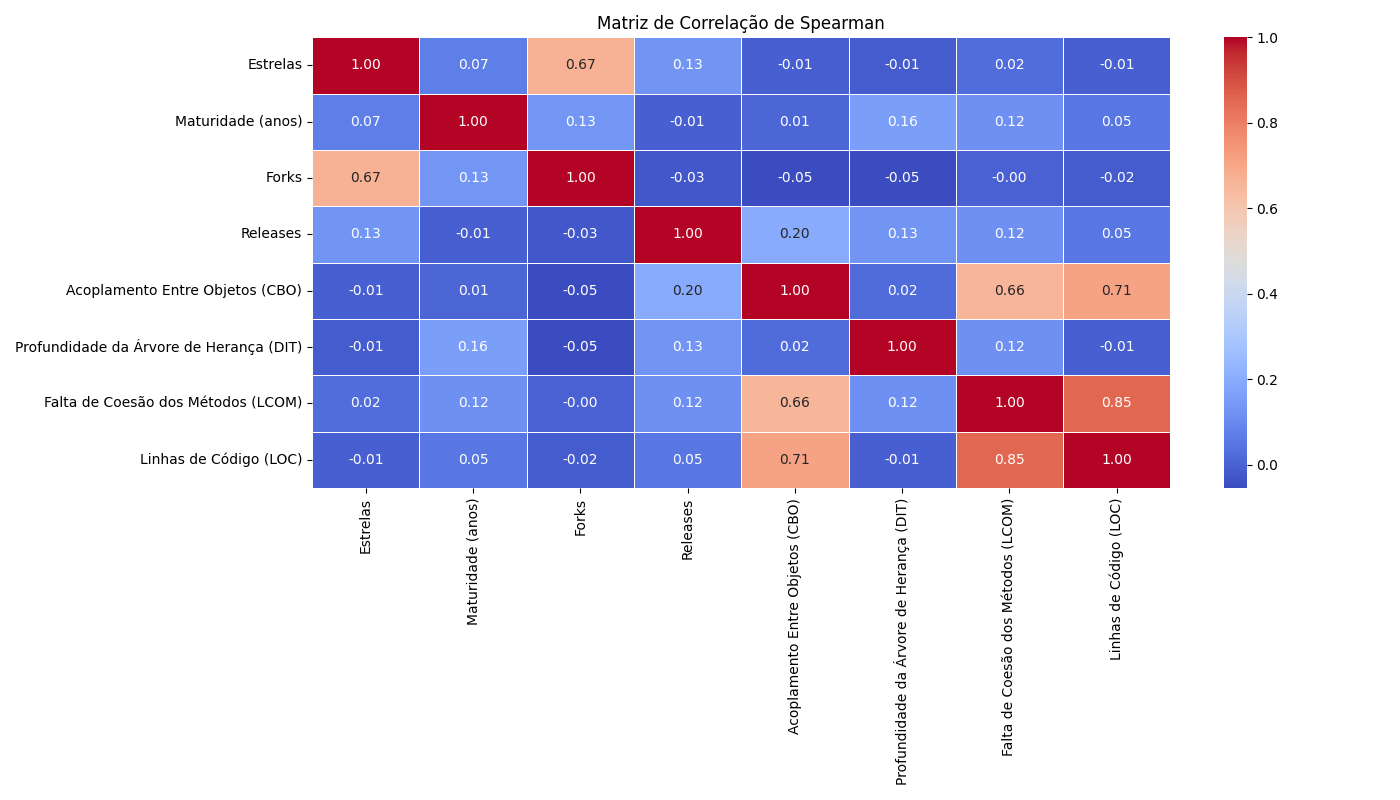 Matriz de Correlação de Spearman
Estrelas 1.00 0.07 0.67 0.13 -0.01 -0.01 0.02 -0.01
Maturidade (anos) 0.07 1.00 0.13 -0.01 0.01 0.16 0.12 0.05
Forks 0.67 0.13 1.00 -0.03 -0.05 -0.05 -0.00 -0.02
Releases 0.13 -0.01 -0.03 1.00 0.20 0.13 0.12 0.05
Acoplamento Entre Objetos (CBO) -0.01 0.01 -0.05 0.20 1.00 0.02 0.66 0.71
Profundidade da Árvore de Herança (DIT) -0.01 0.16 -0.05 0.13 0.02 1.00 0.12 -0.01
Falta de Coesão dos Métodos (LCOM) 0.02 0.12 -0.00 0.12 0.66 0.12 1.00 0.85
Linhas de Código (LOC) -0.01 0.05 -0.02 0.05 0.71 -0.01 0.85 1.00
Estrelas
Maturidade (anos)
Forks
Releases
Acoplamento Entre Objetos (CBO)
Profundidade da Árvore de Herança (DIT)
Falta de Coesão dos Métodos (LCOM)
Linhas de Código (LOC)
1.0
0.8
0.6
0.4
0.2
0.0